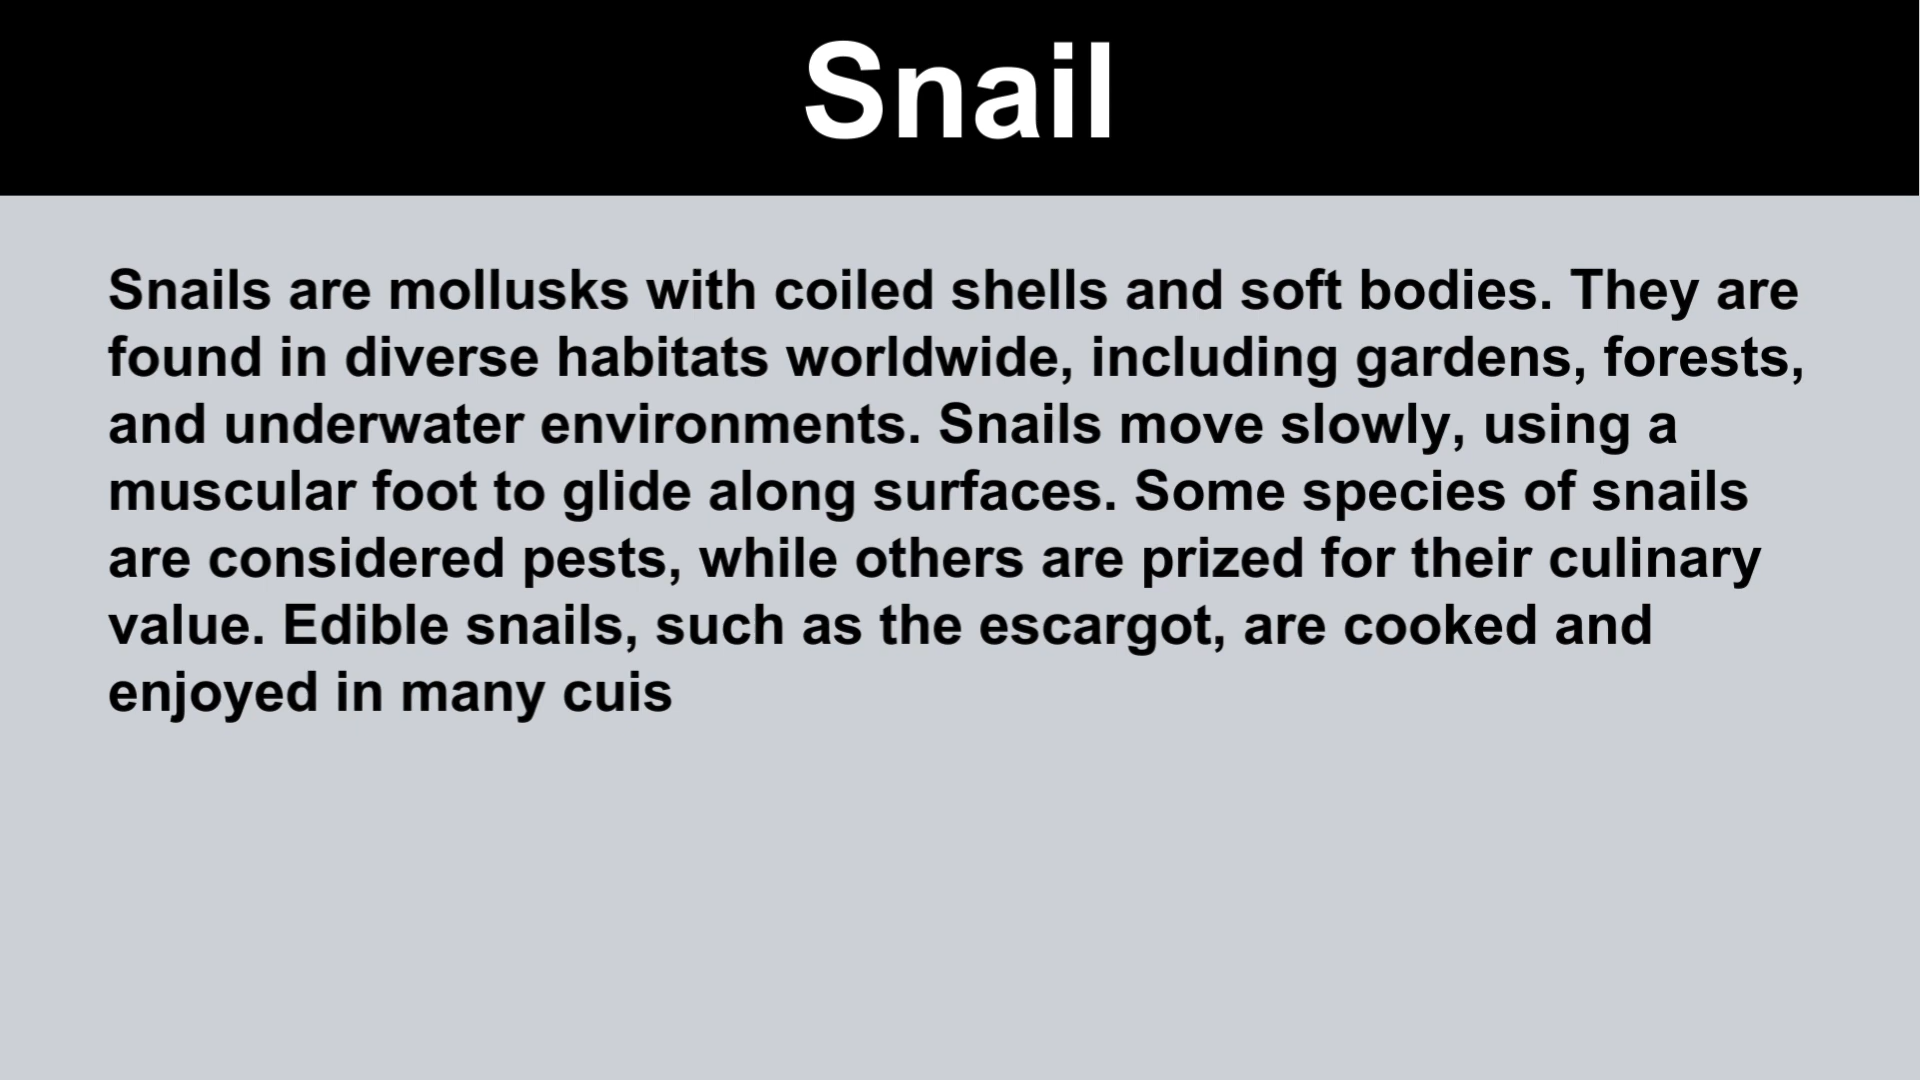 Snail
Snails are mollusks with coiled shells and soft bodies. They are
found in diverse habitats worldwide, including gardens, forests,
and underwater environments. Snails move slowly, using a
muscular foot to glide along surfaces. Some species of snails
are considered pests, while others are prized for their culinary
value. Edible snails, such as the escargot, are cooked and
enjoyed in many cuis